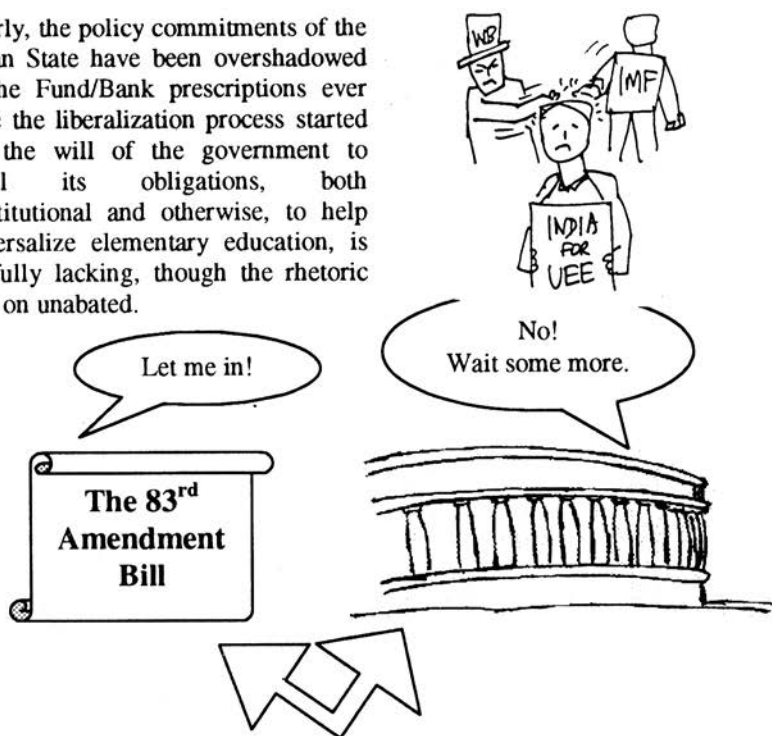 rly, the policy commitments of the
an State have been overshadowed
he Fund/Bank prescriptions ever
the liberalization process started
the will of the government to
l its obligations, both
titutional and otherwise, to help
ersalize elementary education, is
fully lacking, though the rhetoric
on unabated.
WB
IMF
INDIA
FOR
UEE
Let me in!
No!
Wait some more.
The 83rd
Amendment
Bill